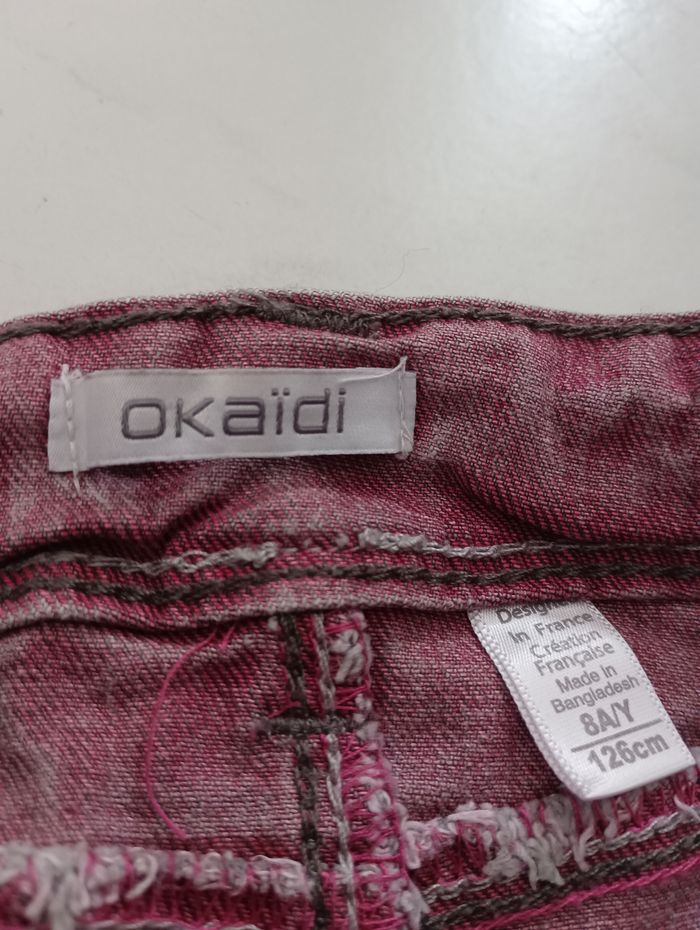 okaïdi
Designed
in France
Création
Française
Made in
Bangladesh
8A/Y
126cm